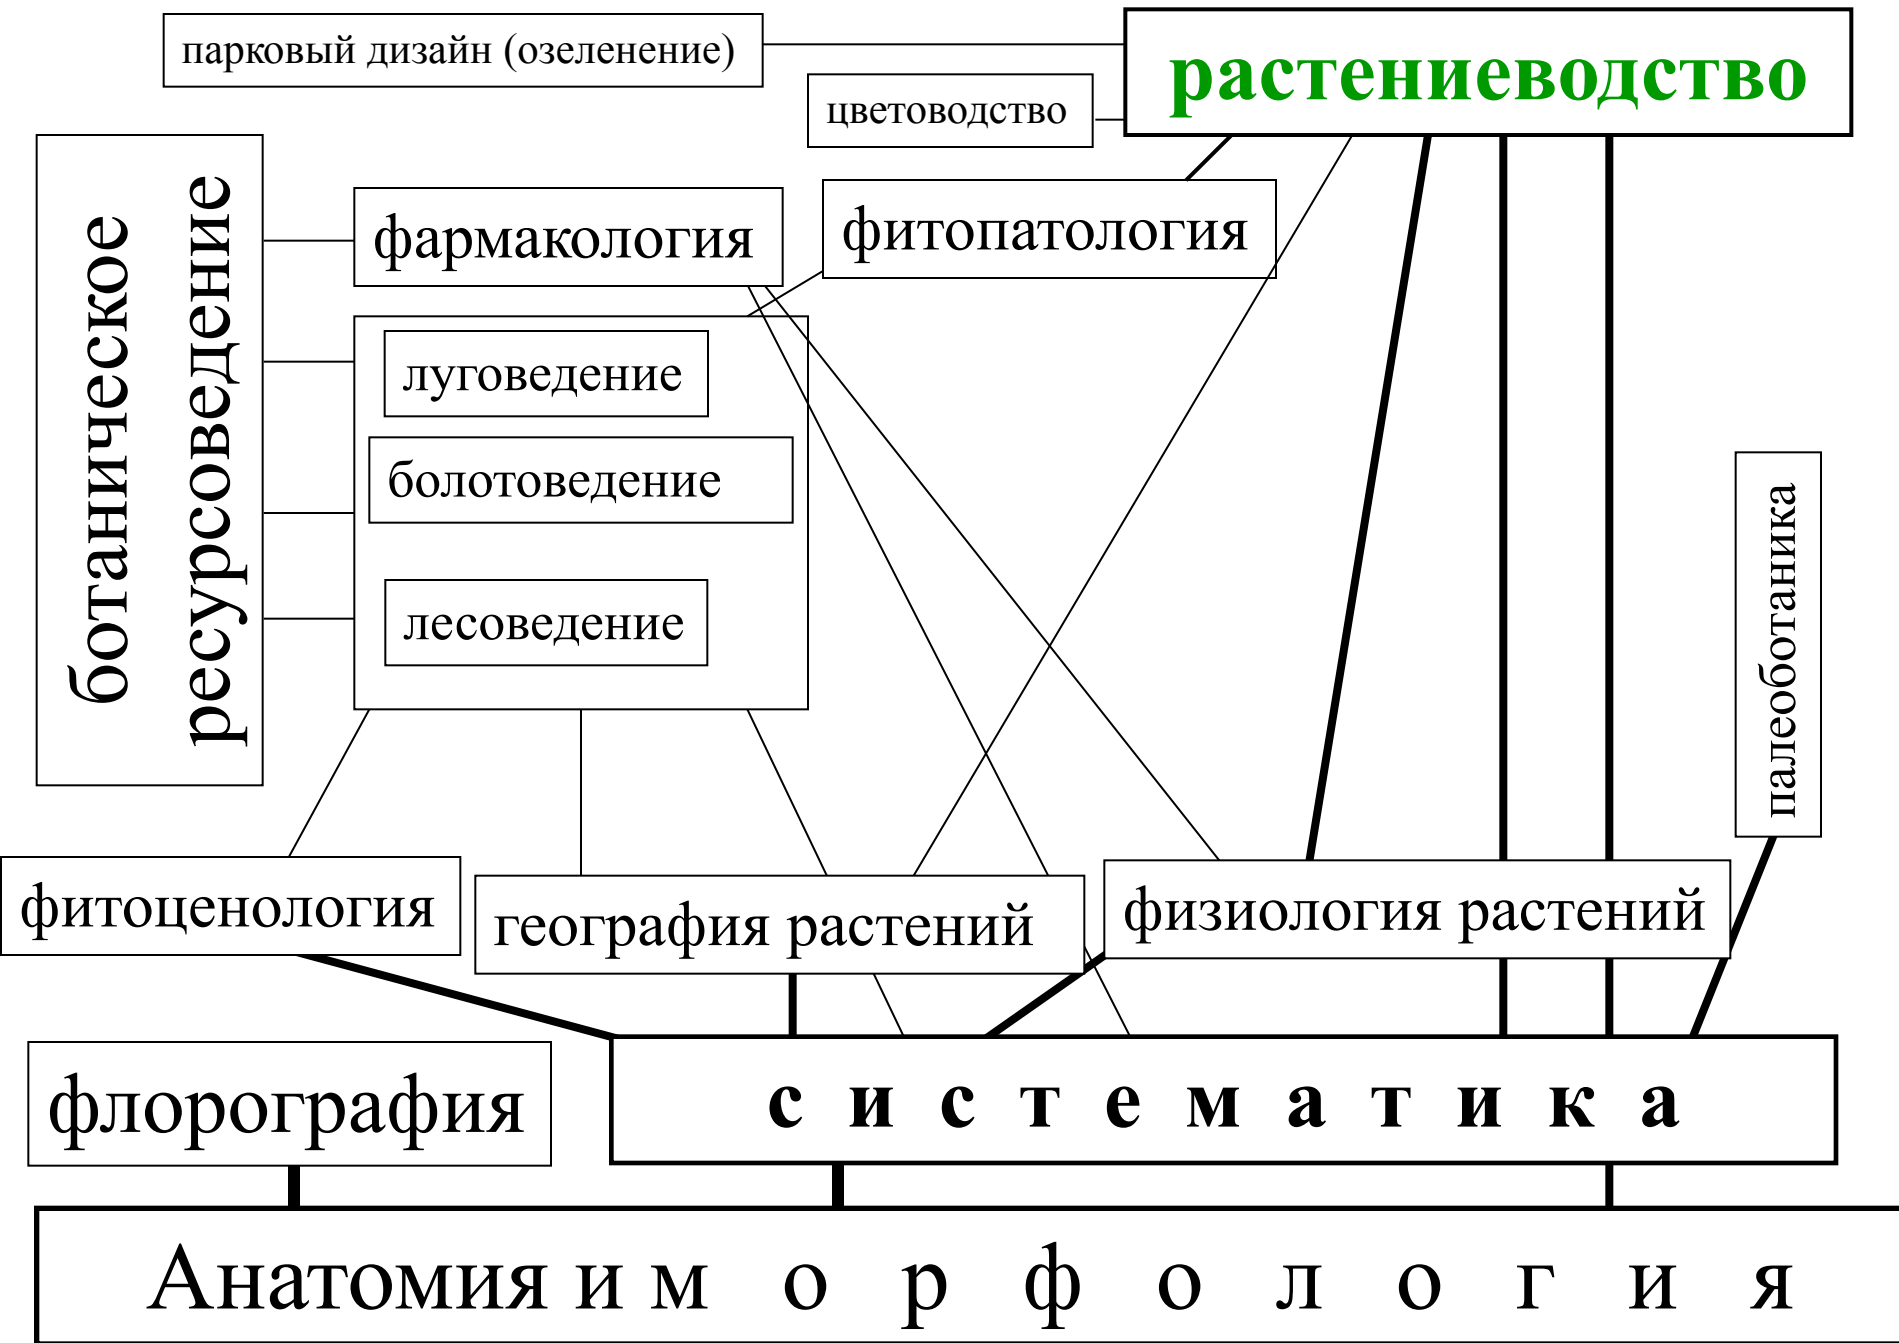 парковый дизайн (озеленение)
растениеводство
цветоводство
ботаническое
ресурсоведение
фармакология
фитопатология
луговедение
болотоведение
лесоведение
палеоботаника
фитоценология
география растений
физиология растений
флорография
с и с т е м а т и к а
Анатомия и м о р ф о л о г и я